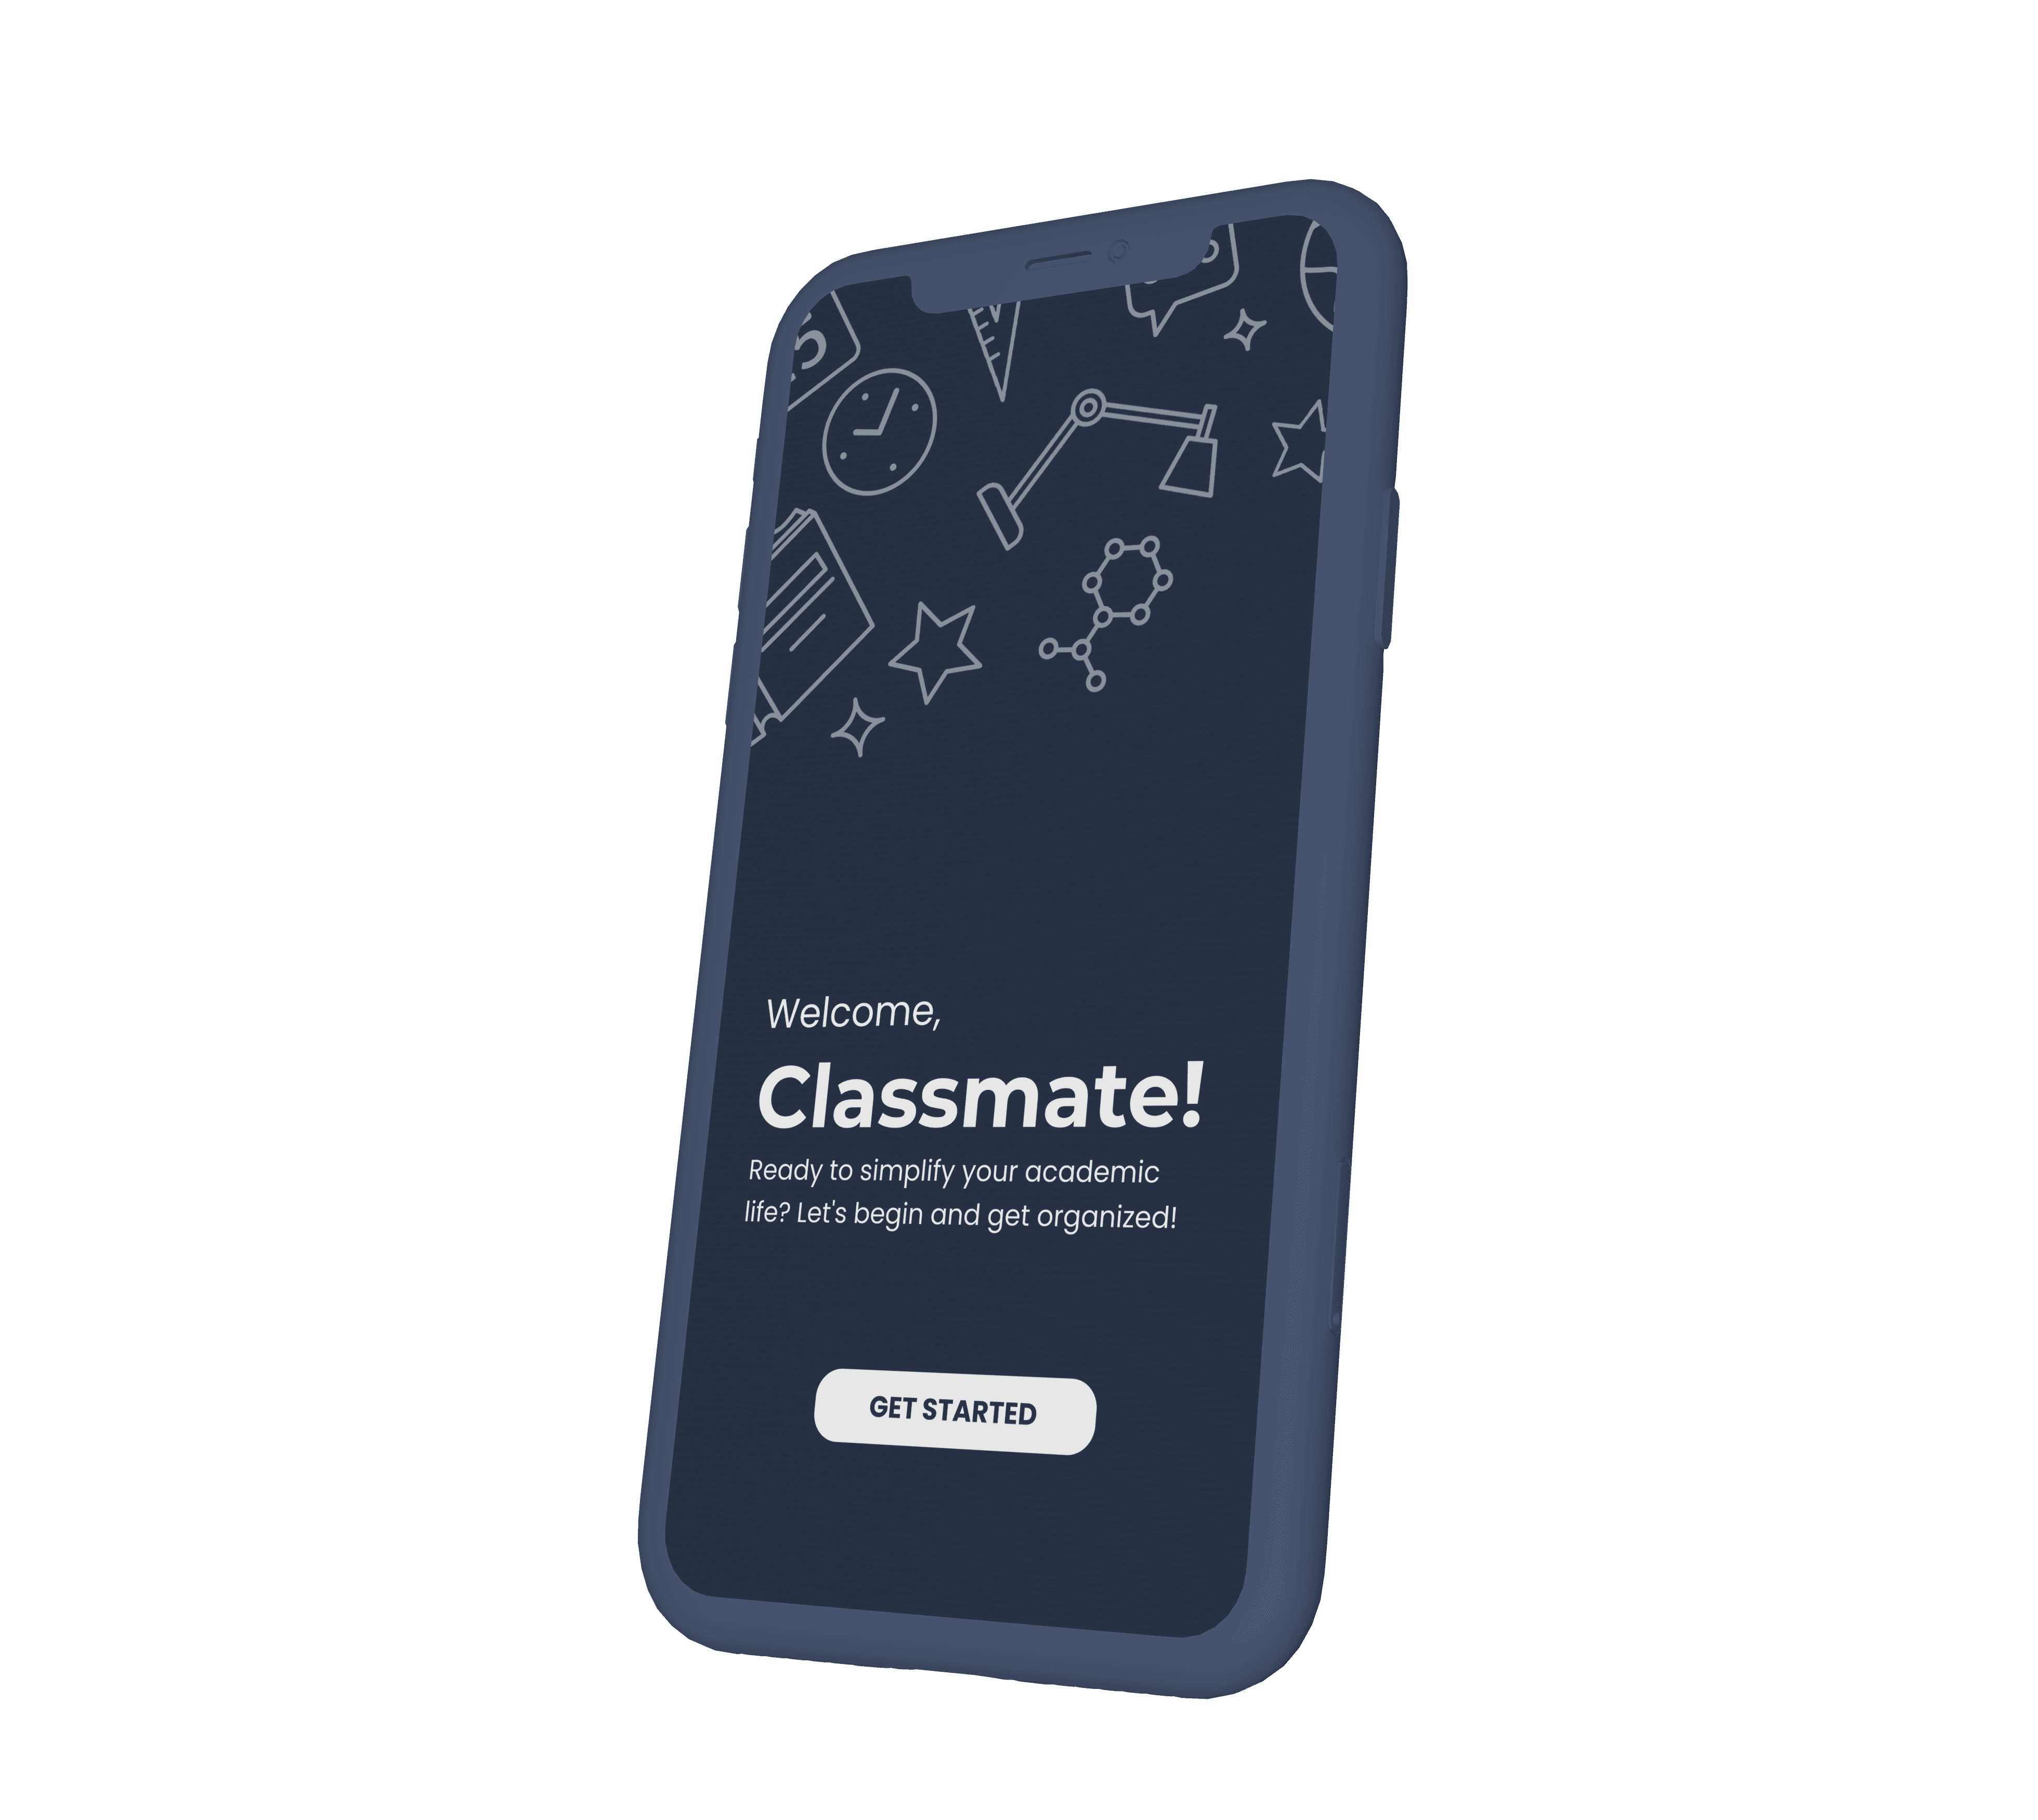 Welcome,
Classmate!
Ready to simplify your academic
life? Let's begin and get organized!
GET STARTED